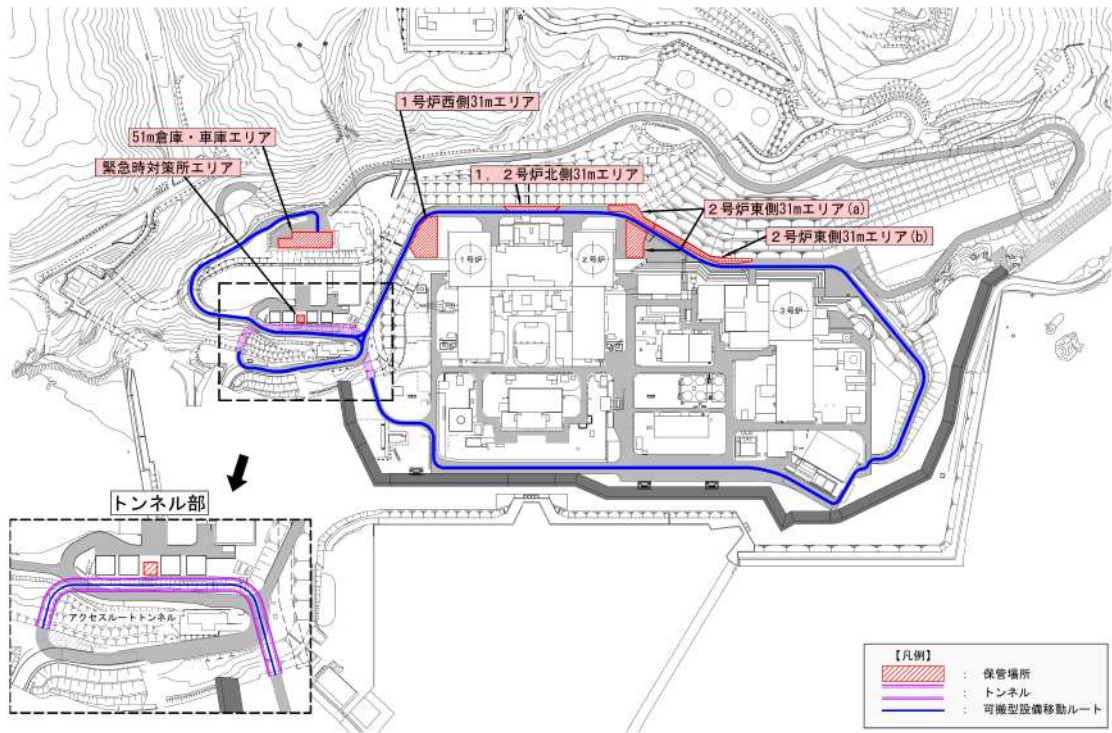 1号炉西側31mエリア
51m倉庫・車庫エリア
緊急時対策所エリア
1,2号炉北側31mエリア
2号炉東側31mエリア(a)
2号炉東側31mエリア(b)
1号炉
2号炉
3号炉
トンネル部
アクセスルートトンネル
【凡例】
: 保管場所
: トンネル
: 可搬型設備移動ルート